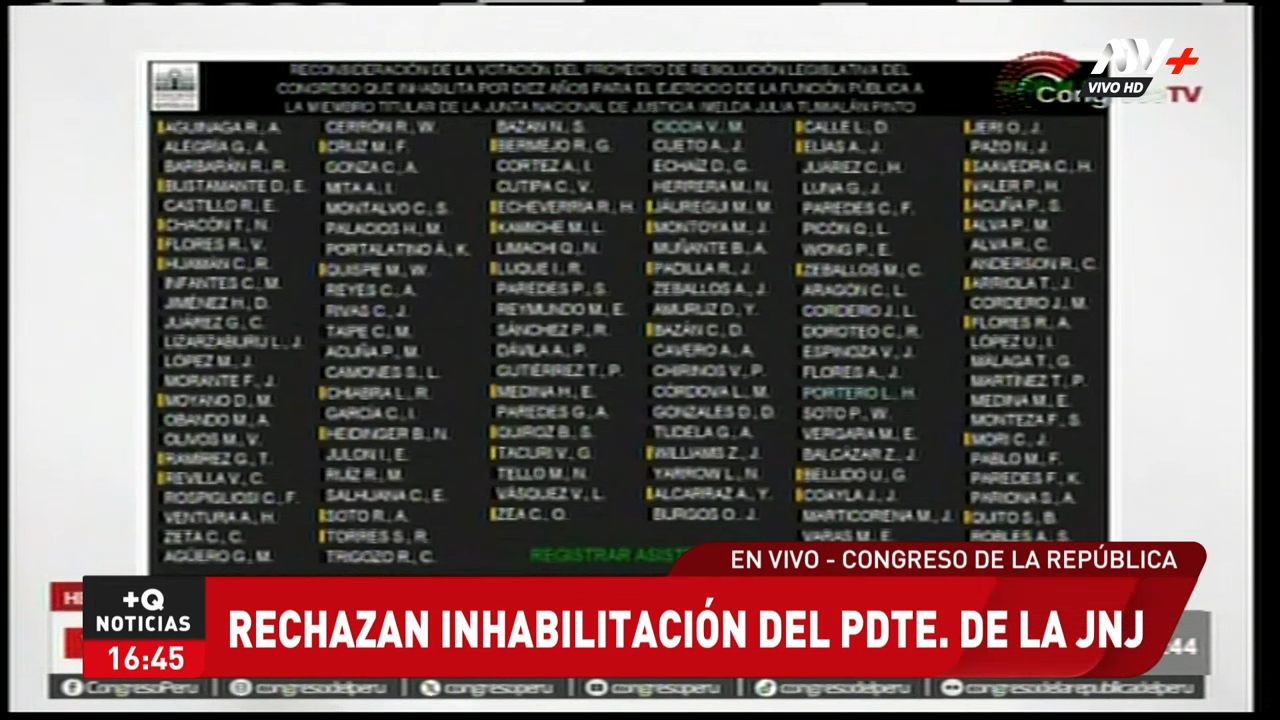 ATV+
VIVO HD
CongresoTV
RECONSIDERACIÓN DE LA VOTACIÓN DEL PROYECTO DE RESOLUCIÓN LEGISLATIVA DEL
CONGRESO QUE INHABILITA POR DIEZ AÑOS PARA EL EJERCICIO DE LA FUNCIÓN PÚBLICA A
LA MIEMBRO TITULAR DE LA JUNTA NACIONAL DE JUSTICIA IMELDA JULIA TUMIALÁN PINTO
AGUINAGA R., A.
ALEGRÍA G., A.
BARBARÁN R., R.
BUSTAMANTE D., E.
CASTILLO R., E.
CHACÓN T., N.
FLORES R., V.
HUAMÁN C., R.
INFANTES C., M.
JIMÉNEZ H., D.
JUÁREZ G., C.
LIZARZABURU L., J.
LÓPEZ M., J.
MORANTE F., J.
MOYANO D., M.
OBANDO M., A.
OLIVOS M., V.
RAMÍREZ G., T.
REVILLA V., C.
ROSPIGLIOSI C., F.
VENTURA A., H.
ZETA C., C.
AGÜERO G., M.
CERRÓN R., W.
CRUZ M., F.
GONZA C., A.
MITA A., I.
MONTALVO C., S.
PALACIOS H., M.
PORTALATINO Á., K.
QUISPE M., W.
REYES C., A.
RIVAS C., J.
TAIPE C., M.
ACUÑA P., M.
CAMONES S., L.
CHIABRA L., R.
GARCÍA C., I.
HEIDINGER B., N.
JULON I., E.
RUÍZ R., M.
SALHUANA C., E.
SOTO R., A.
TORRES S., R.
TRIGOZO R., C.
BAZÁN N., S.
BERMEJO R., G.
CORTEZ A., I.
CUTIPA C., V.
ECHEVERRÍA R., H.
KAMICHE M., L.
LIMACHI Q., N.
LUQUE I., R.
PAREDES P., S.
REYMUNDO M., E.
SÁNCHEZ P., R.
DÁVILA A., P.
GUTIÉRREZ T., P.
MEDINA H., E.
PAREDES G., A.
QUIROZ B., S.
TACURI V., G.
TELLO M., N.
VÁSQUEZ V., L.
ZEA C., O.
CICCIA V., M.
CUETO A., J.
ECHAÍZ D., G.
HERRERA M., N.
JÁUREGUI M., M.
MONTOYA M., J.
MUÑANTE B., A.
PADILLA R., J.
ZEBALLOS A., J.
AMURUZ D., Y.
BAZÁN C., D.
CAVERO A., A.
CHIRINOS V., P.
CÓRDOVA L., M.
GONZALES D., D.
TUDELA G., A.
WILLIAMS Z., J.
YARROW L., N.
ALCARRAZ A., Y.
BURGOS O., J.
CALLE L., D.
ELÍAS A., J.
JUÁREZ C., H.
LUNA G., J.
PAREDES C., F.
PICÓN Q., L.
WONG P., E.
ZEBALLOS M., C.
ARAGÓN C., L.
CORDERO J., L.
DOROTEO C., R.
ESPINOZA V., J.
FLORES A., J.
PORTERO L., H.
SOTO P., W.
VERGARA M., E.
BALCÁZAR Z., J.
BELLIDO U., G.
COAYLA J., J.
MARTICORENA M., J.
VARAS M., E.
JERI O., J.
PAZO N., J.
SAAVEDRA C., H.
VALER P., H.
ACUÑA P., S.
ALVA P., M.
ALVA R., C.
ANDERSON R., C.
ARRIOLA T., J.
CORDERO J., M.
FLORES R., A.
LÓPEZ U., I.
MÁLAGA T., G.
MARTÍNEZ T., P.
MEDINA M., E.
MONTEZA F., S.
MORI C., J.
PABLO M., F.
PAREDES F., K.
PARIONA S., A.
QUITO S., B.
ROBLES A., S.
REGISTRAR ASIST
EN VIVO - CONGRESO DE LA REPÚBLICA
+Q
NOTICIAS
16:45
RECHAZAN INHABILITACIÓN DEL PDTE. DE LA JNJ
:44
CongresoPeru
congresodelperu
congresoperu
congresoperu
congresodelperu
congresodelarepublicadelperu